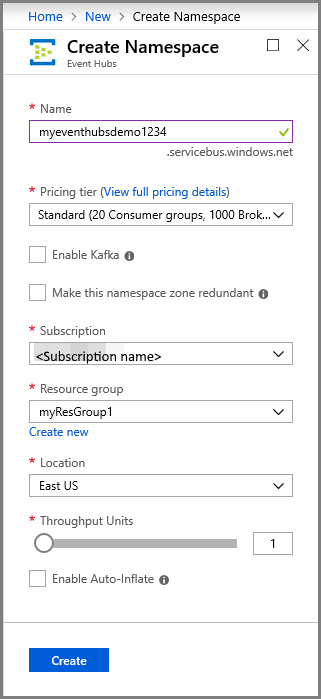 Home > New > Create Namespace
Create Namespace
Event Hubs
* Name
myeventhubsdemo1234
.servicebus.windows.net
* Pricing tier (View full pricing details)
Standard (20 Consumer groups, 1000 Brok...
Enable Kafka
Make this namespace zone redundant
* Subscription
<Subscription name>
* Resource group
myResGroup1
Create new
* Location
East US
* Throughput Units
1
Enable Auto-Inflate
Create